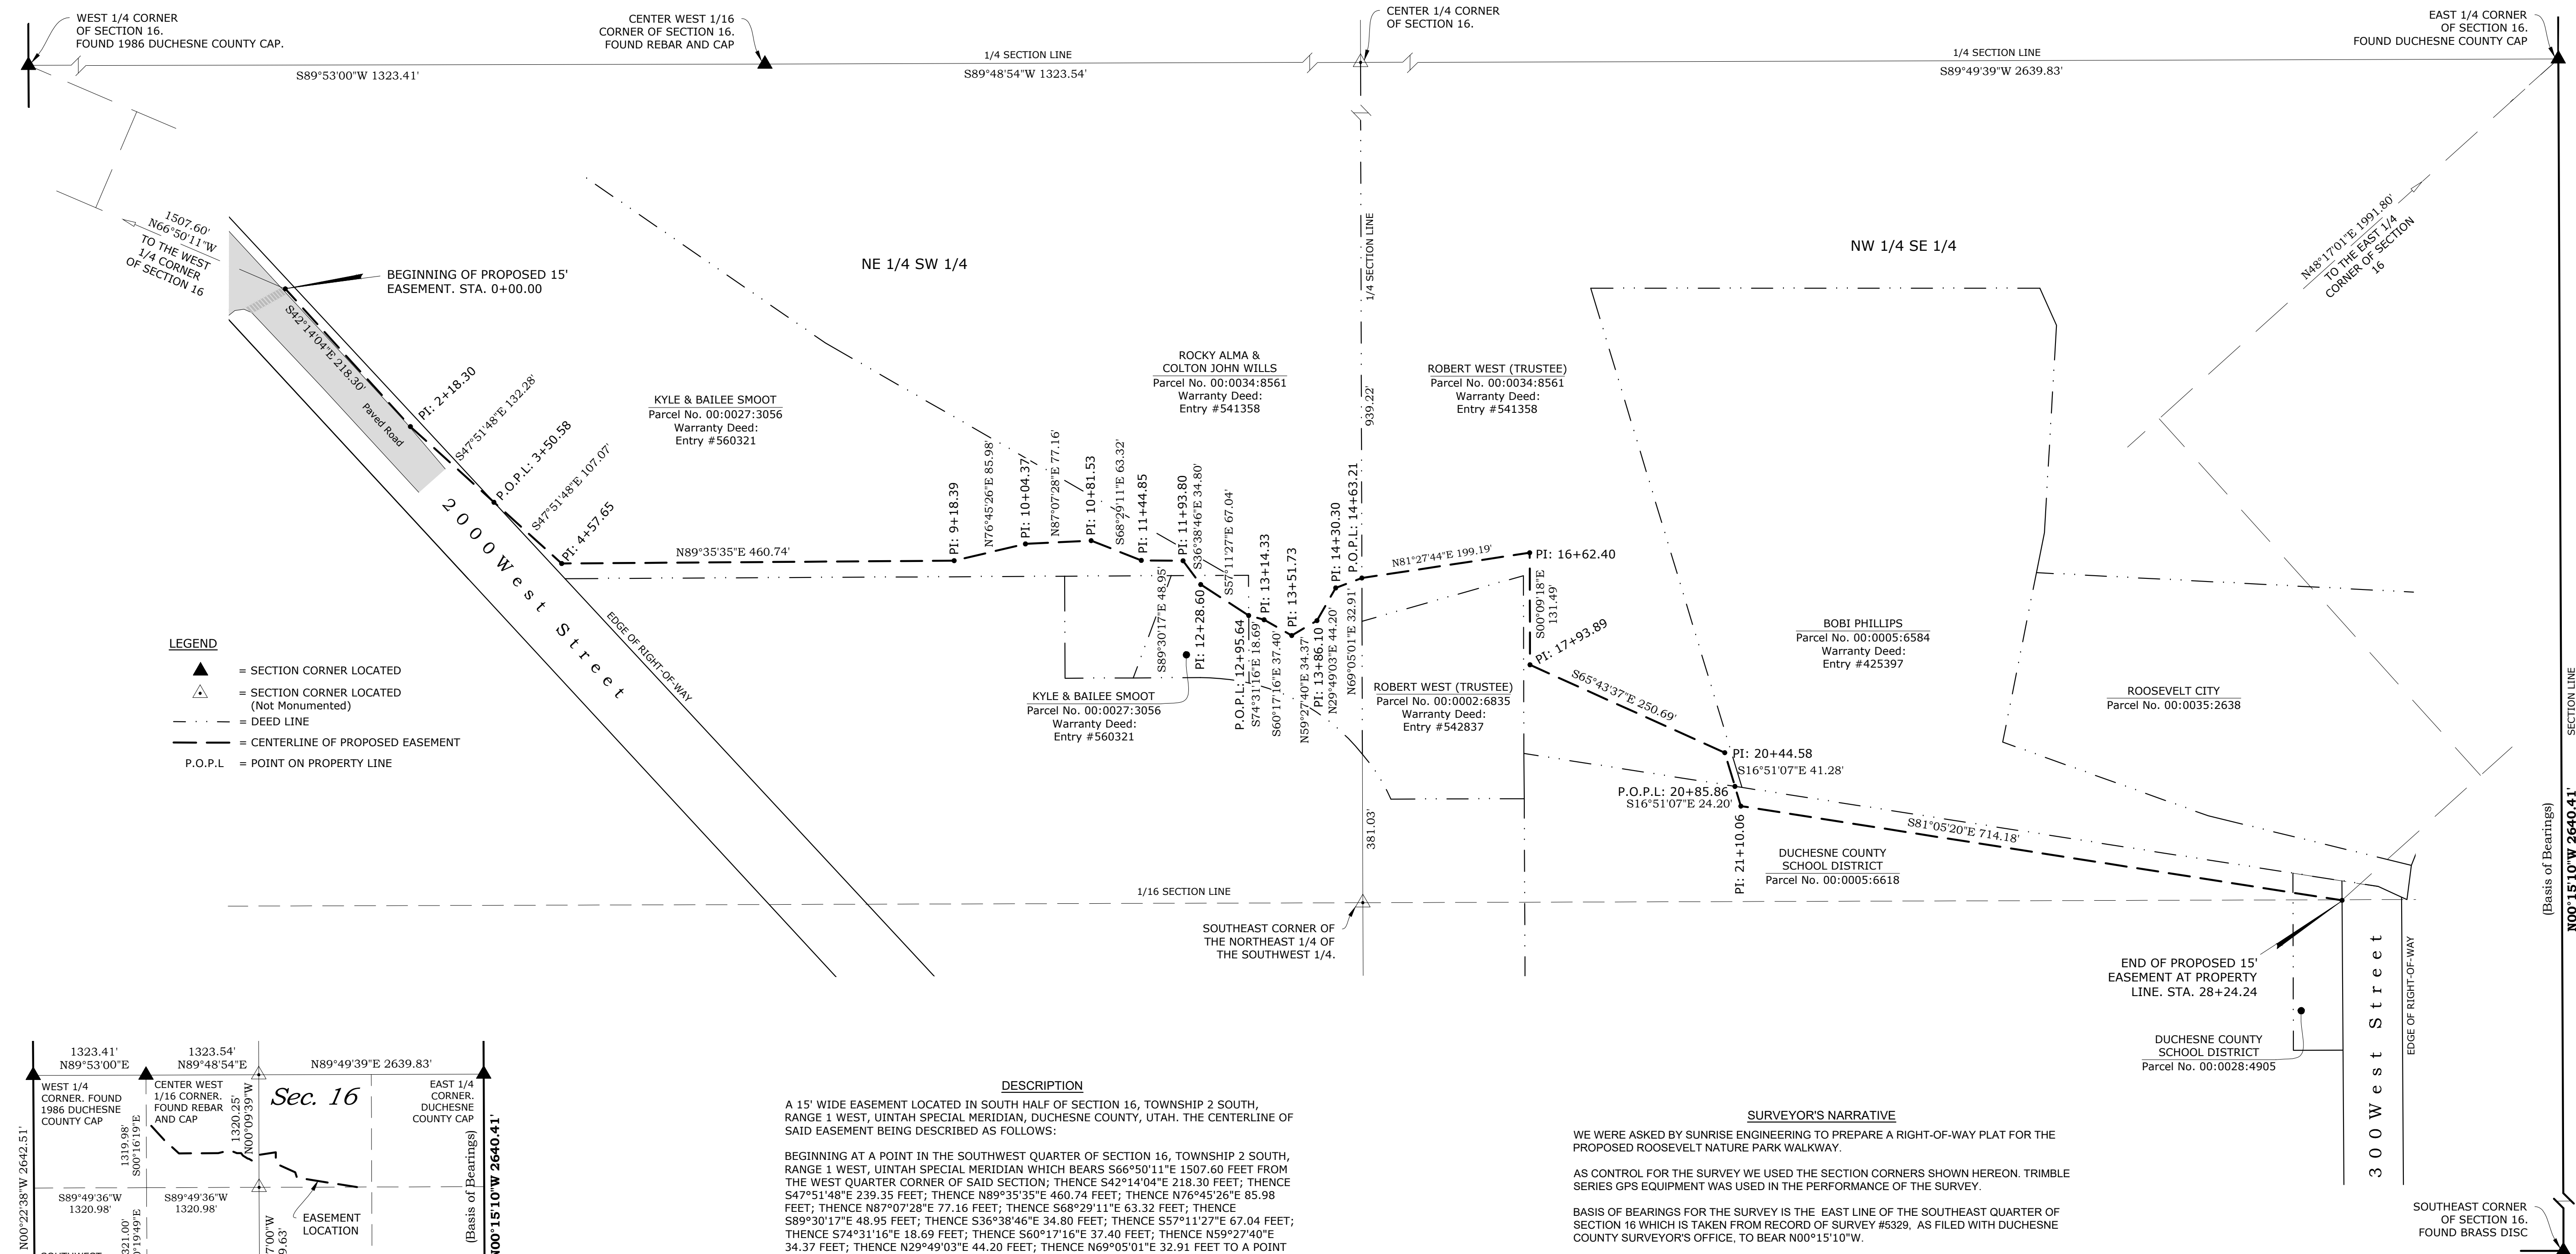 WEST 1/4 CORNER
OF SECTION 16.
FOUND 1986 DUCHESNE COUNTY CAP.
CENTER WEST 1/16
CORNER OF SECTION 16.
FOUND REBAR AND CAP
CENTER 1/4 CORNER
OF SECTION 16.
EAST 1/4 CORNER
OF SECTION 16.
FOUND DUCHESNE COUNTY CAP
S89°53'00"W 1323.41'
1/4 SECTION LINE
S89°48'54"W 1323.54'
1/4 SECTION LINE
S89°49'39"W 2639.83'
1507.60'
N66°50'11"W
TO THE WEST
1/4 CORNER
OF SECTION 16
BEGINNING OF PROPOSED 15'
EASEMENT. STA. 0+00.00
NE 1/4 SW 1/4
1/4 SECTION LINE
NW 1/4 SE 1/4
N48°17'01"E 1991.80'
TO THE EAST 1/4
CORNER OF SECTION
16
S42°14'04"E 218.30'
Paved Road
PI: 2+18.30
S47°51'48"E 132.28'
P.O.P.L: 3+50.58
S47°51'48"E 107.07'
PI: 4+57.65
KYLE & BAILEE SMOOT
Parcel No. 00:0027:3056
Warranty Deed:
Entry #560321
ROCKY ALMA &
COLTON JOHN WILLS
Parcel No. 00:0034:8561
Warranty Deed:
Entry #541358
939.22'
ROBERT WEST (TRUSTEE)
Parcel No. 00:0034:8561
Warranty Deed:
Entry #541358
N89°35'35"E 460.74'
PI: 9+18.39
N76°45'26"E 85.98'
PI: 10+04.37
N87°07'28"E 77.16'
PI: 10+81.53
S68°29'11"E 63.32'
PI: 11+44.85
S89°30'17"E 48.95'
PI: 11+93.80
S36°38'46"E 34.80'
PI: 12+28.60
S57°11'27"E 67.04'
P.O.P.L: 12+95.64
S74°31'16"E 18.69'
PI: 13+14.33
S60°17'16"E 37.40'
PI: 13+51.73
N59°27'40"E 34.37'
PI: 13+86.10
N29°49'03"E 44.20'
PI: 14+30.30
N69°05'01"E 32.91'
P.O.P.L: 14+63.21
N81°27'44"E 199.19'
PI: 16+62.40
S00°09'18"E
131.49'
PI: 17+93.89
S65°43'37"E 250.69'
PI: 20+44.58
S16°51'07"E 41.28'
P.O.P.L: 20+85.86
S16°51'07"E 24.20'
PI: 21+10.06
S81°05'20"E 714.18'
2000 West Street
EDGE OF RIGHT-OF-WAY
KYLE & BAILEE SMOOT
Parcel No. 00:0027:3056
Warranty Deed:
Entry #560321
ROBERT WEST (TRUSTEE)
Parcel No. 00:0002:6835
Warranty Deed:
Entry #542837
BOBI PHILLIPS
Parcel No. 00:0005:6584
Warranty Deed:
Entry #425397
ROOSEVELT CITY
Parcel No. 00:0035:2638
SECTION LINE
(Basis of Bearings)
N00°15'10"W 2640.41'
LEGEND
= SECTION CORNER LOCATED
= SECTION CORNER LOCATED
(Not Monumented)
= DEED LINE
= CENTERLINE OF PROPOSED EASEMENT
P.O.P.L = POINT ON PROPERTY LINE
381.03'
DUCHESNE COUNTY
SCHOOL DISTRICT
Parcel No. 00:0005:6618
1/16 SECTION LINE
SOUTHEAST CORNER OF
THE NORTHEAST 1/4 OF
THE SOUTHWEST 1/4.
END OF PROPOSED 15'
EASEMENT AT PROPERTY
LINE. STA. 28+24.24
DUCHESNE COUNTY
SCHOOL DISTRICT
Parcel No. 00:0028:4905
300 West Street
EDGE OF RIGHT-OF-WAY
SOUTHEAST CORNER
OF SECTION 16.
FOUND BRASS DISC
1323.41'
N89°53'00"E
1323.54'
N89°48'54"E
N89°49'39"E 2639.83'
WEST 1/4
CORNER. FOUND
1986 DUCHESNE
COUNTY CAP
CENTER WEST
1/16 CORNER.
FOUND REBAR
AND CAP
Sec. 16
EAST 1/4
CORNER.
DUCHESNE
COUNTY CAP
N00°22'38"W 2642.51'
1319.98'
S00°16'19"E
1320.25'
N00°09'39"W
(Basis of Bearings)
N00°15'10"W 2640.41'
S89°49'36"W
1320.98'
S89°49'36"W
1320.98'
EASEMENT
LOCATION
DESCRIPTION
A 15' WIDE EASEMENT LOCATED IN SOUTH HALF OF SECTION 16, TOWNSHIP 2 SOUTH,
RANGE 1 WEST, UINTAH SPECIAL MERIDIAN, DUCHESNE COUNTY, UTAH. THE CENTERLINE OF
SAID EASEMENT BEING DESCRIBED AS FOLLOWS:
BEGINNING AT A POINT IN THE SOUTHWEST QUARTER OF SECTION 16, TOWNSHIP 2 SOUTH,
RANGE 1 WEST, UINTAH SPECIAL MERIDIAN WHICH BEARS S66°50'11"E 1507.60 FEET FROM
THE WEST QUARTER CORNER OF SAID SECTION; THENCE S42°14'04"E 218.30 FEET; THENCE
S47°51'48"E 239.35 FEET; THENCE N89°35'35"E 460.74 FEET; THENCE N76°45'26"E 85.98
FEET; THENCE N87°07'28"E 77.16 FEET; THENCE S68°29'11"E 63.32 FEET; THENCE
S89°30'17"E 48.95 FEET; THENCE S36°38'46"E 34.80 FEET; THENCE S57°11'27"E 67.04 FEET;
THENCE S74°31'16"E 18.69 FEET; THENCE S60°17'16"E 37.40 FEET; THENCE N59°27'40"E
34.37 FEET; THENCE N29°49'03"E 44.20 FEET; THENCE N69°05'01"E 32.91 FEET TO A POINT
SURVEYOR'S NARRATIVE
WE WERE ASKED BY SUNRISE ENGINEERING TO PREPARE A RIGHT-OF-WAY PLAT FOR THE
PROPOSED ROOSEVELT NATURE PARK WALKWAY.
AS CONTROL FOR THE SURVEY WE USED THE SECTION CORNERS SHOWN HEREON. TRIMBLE
SERIES GPS EQUIPMENT WAS USED IN THE PERFORMANCE OF THE SURVEY.
BASIS OF BEARINGS FOR THE SURVEY IS THE EAST LINE OF THE SOUTHEAST QUARTER OF
SECTION 16 WHICH IS TAKEN FROM RECORD OF SURVEY #5329, AS FILED WITH DUCHESNE
COUNTY SURVEYOR'S OFFICE, TO BEAR N00°15'10"W.